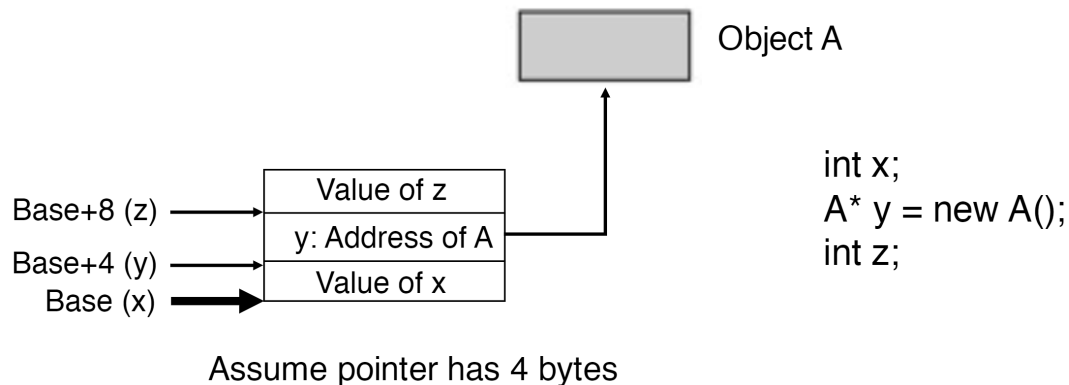 Object A
int x;
A* y = new A();
int z;
Value of z
Base+8 (z)
y: Address of A
Base+4 (y)
Value of x
Base (x)
Assume pointer has 4 bytes